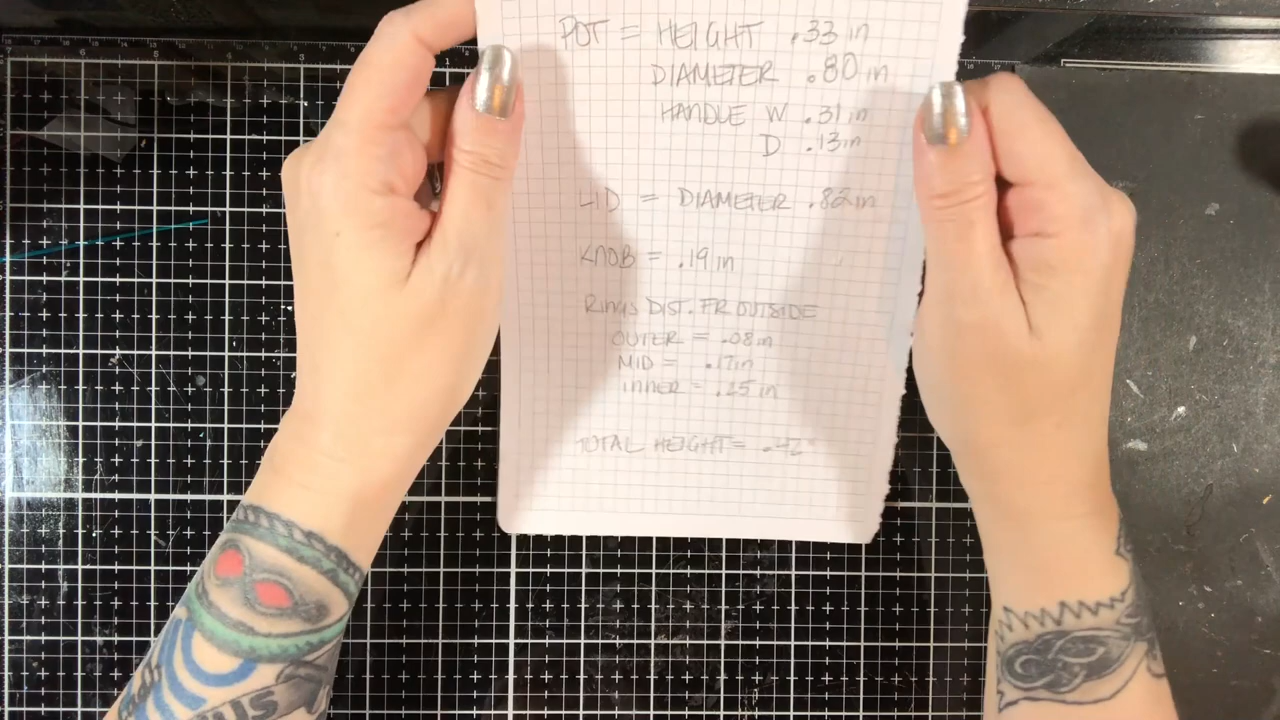 POT = HEIGHT .33 in
DIAMETER .80 in
HANDLE W .31 in
D .13 in
LID = DIAMETER .82 in
KNOB = .19 in
RINGS DIST. FR OUTSIDE
OUTER = .08 in
MID = .17 in
INNER = .25 in
TOTAL HEIGHT = .42"